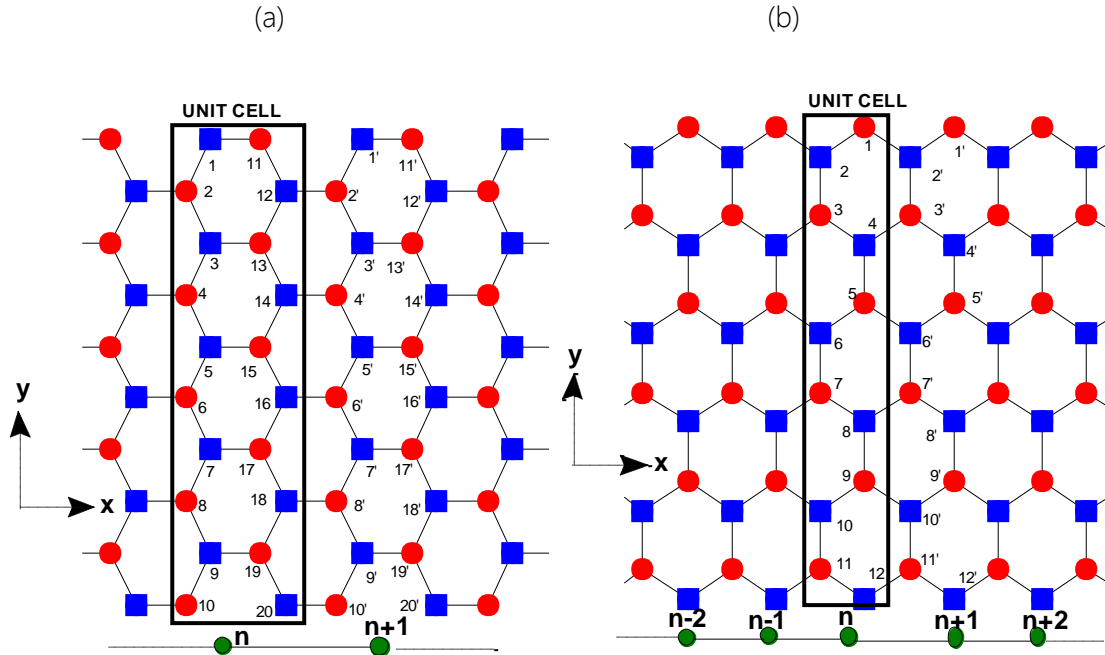 (a)
(b)
UNIT CELL
1 11 1' 11'
2 12 2' 12'
3 13 3' 13'
4 14 4' 14'
5 15 5' 15'
6 16 6' 16'
7 17 7' 17'
8 18 8' 18'
9 19 9' 19'
10 20 10' 20'
n n+1
y
x
UNIT CELL
1 1'
2 2'
3 3'
4 4'
5 5'
6 6'
7 7'
8 8'
9 9'
10 10'
11 11'
12 12'
n-2 n-1 n n+1 n+2
y
x